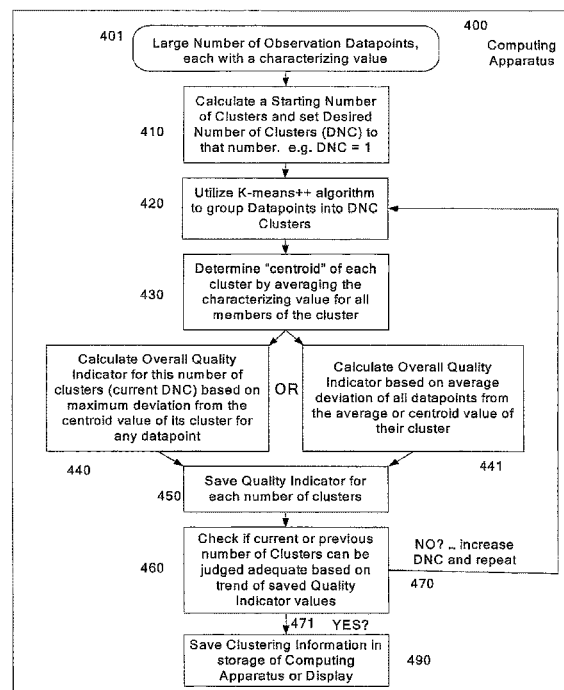 400
401
Large Number of Observation Datapoints,
each with a characterizing value
Computing
Apparatus
410
Calculate a Starting Number
of Clusters and set Desired
Number of Clusters (DNC) to
that number. e.g. DNC = 1
420
Utilize K-means++ algorithm
to group Datapoints into DNC
Clusters
430
Determine "centroid" of each
cluster by averaging the
characterizing value for all
members of the cluster
Calculate Overall Quality
Indicator for this number of
clusters (current DNC) based on
maximum deviation from the
centroid value of its cluster for
any datapoint
OR
Calculate Overall Quality
Indicator based on average
deviation of all datapoints from
the average or centroid value of
their cluster
440
441
450
Save Quality Indicator for
each number of clusters
460
Check if current or previous
number of Clusters can be
judged adequate based on
trend of saved Quality
Indicator values
NO? .. increase
DNC and repeat
470
471 YES?
Save Clustering Information in
storage of Computing
Apparatus or Display
490